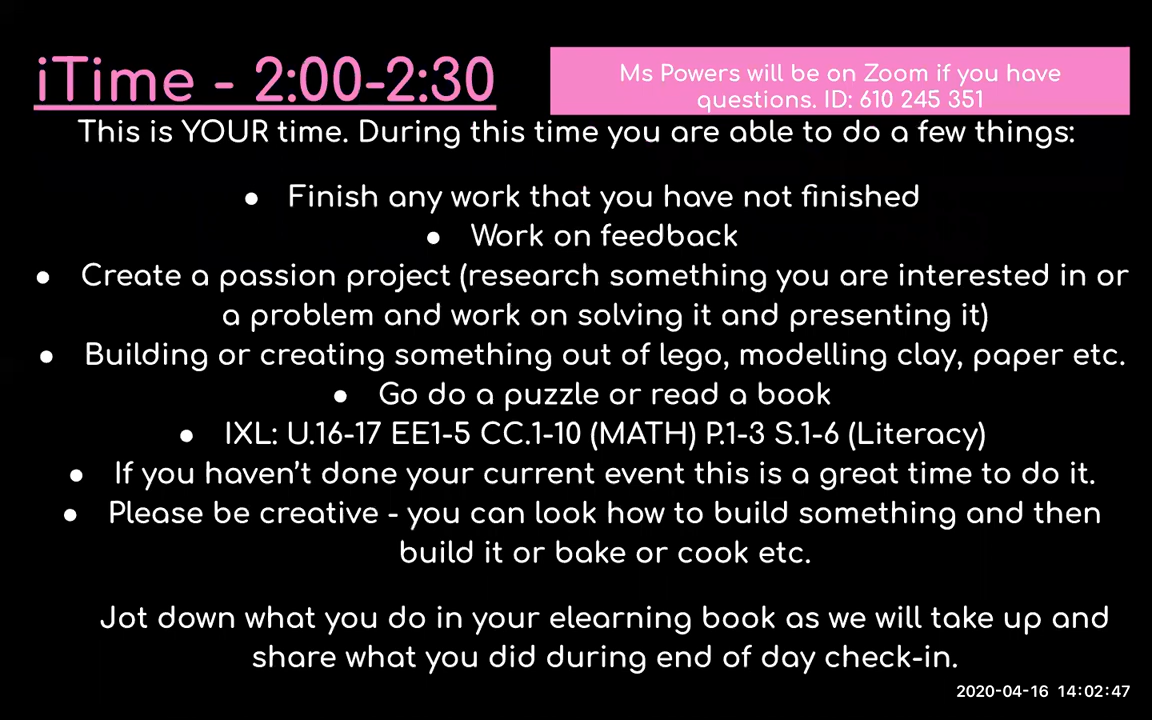 iTime - 2:00-2:30
Ms Powers will be on Zoom if you have
questions. ID: 610 245 351
This is YOUR time. During this time you are able to do a few things:
● Finish any work that you have not finished
● Work on feedback
● Create a passion project (research something you are interested in or
a problem and work on solving it and presenting it)
● Building or creating something out of lego, modelling clay, paper etc.
● Go do a puzzle or read a book
● IXL: U.16-17 EE1-5 CC.1-10 (MATH) P.1-3 S.1-6 (Literacy)
● If you haven't done your current event this is a great time to do it.
● Please be creative - you can look how to build something and then
build it or bake or cook etc.
Jot down what you do in your elearning book as we will take up and
share what you did during end of day check-in.
2020-04-16 14:02:47